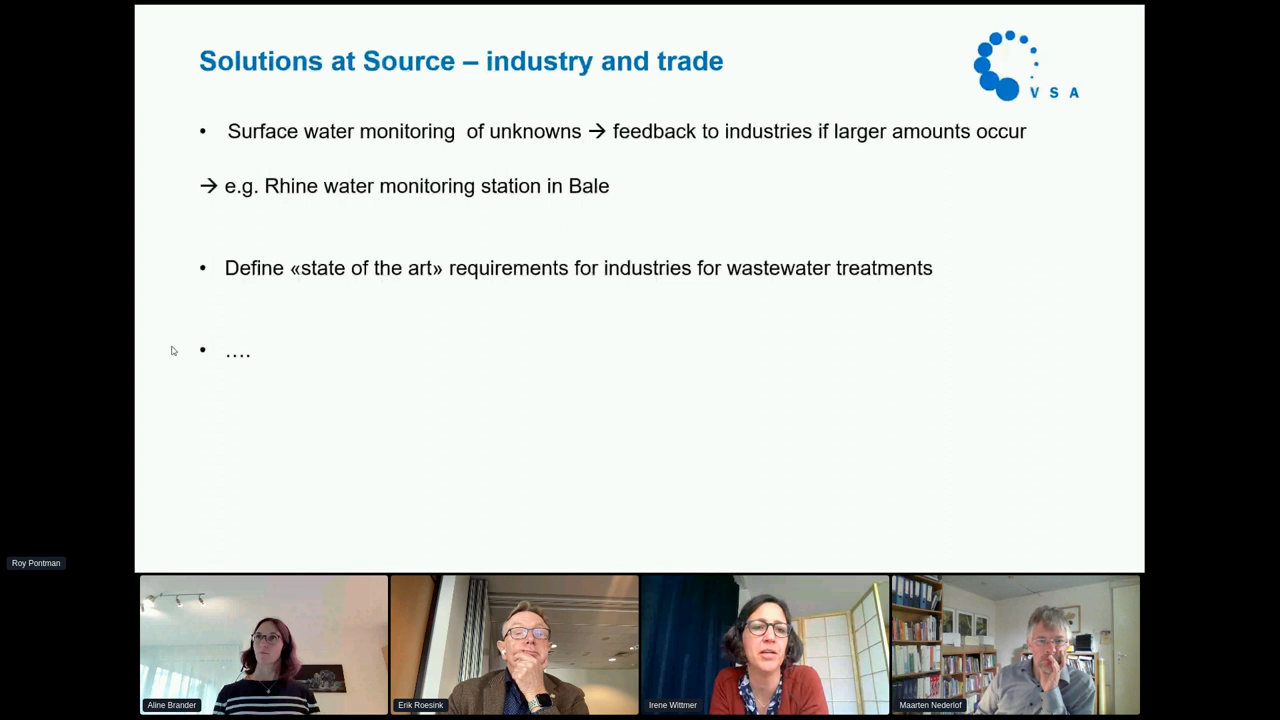 Solutions at Source – industry and trade
V S A
• Surface water monitoring of unknowns → feedback to industries if larger amounts occur
→ e.g. Rhine water monitoring station in Bale
• Define «state of the art» requirements for industries for wastewater treatments
• ....
Roy Pontman
Aline Brander
Erik Roesink
Irene Wittmer
Maarten Nederlof